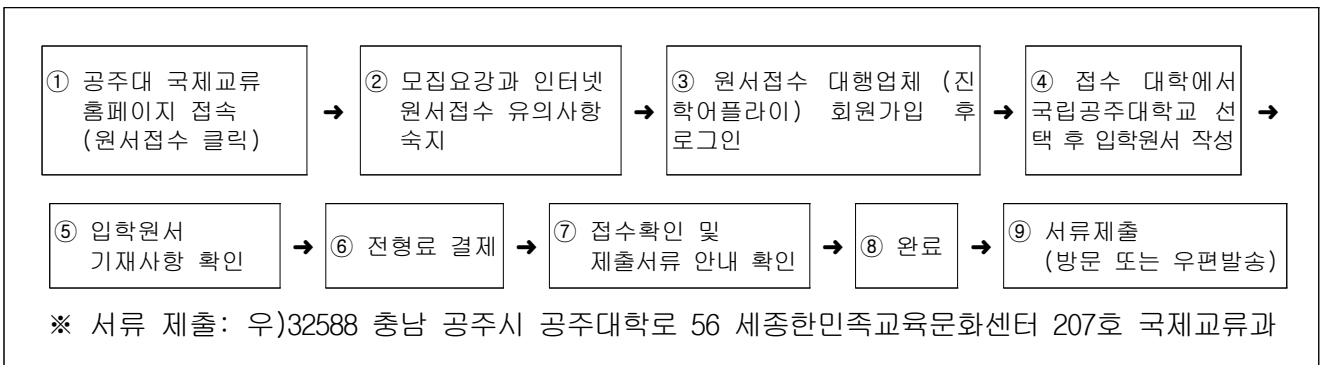 ① 공주대 국제교류
홈페이지 접속
(원서접수 클릭)
➜
② 모집요강과 인터넷
원서접수 유의사항
숙지
➜
③ 원서접수 대행업체 (진
학어플라이) 회원가입 후
로그인
➜
④ 접수 대학에서
국립공주대학교 선
택 후 입학원서 작성
➜
⑤ 입학원서
기재사항 확인
➜
⑥ 전형료 결제
➜
⑦ 접수확인 및
제출서류 안내 확인
➜
⑧ 완료
➜
⑨ 서류제출
(방문 또는 우편발송)
※ 서류 제출: 우)32588 충남 공주시 공주대학로 56 세종한민족교육문화센터 207호 국제교류과